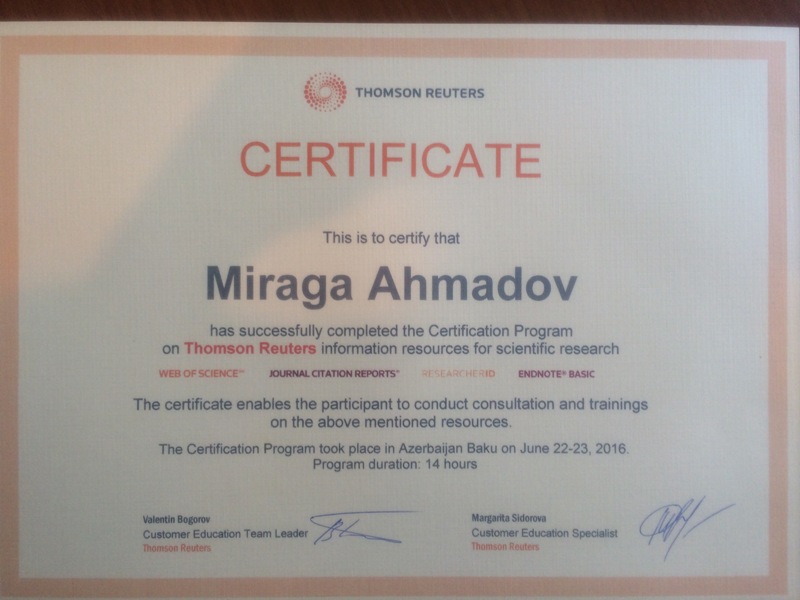 THOMSON REUTERS
CERTIFICATE
This is to certify that
Miraga Ahmadov
has successfully completed the Certification Program
on Thomson Reuters information resources for scientific research
WEB OF SCIENCE℠ JOURNAL CITATION REPORTS® RESEARCHERID ENDNOTE® BASIC
The certificate enables the participant to conduct consultation and trainings
on the above mentioned resources.
The Certification Program took place in Azerbaijan Baku on June 22-23, 2016.
Program duration: 14 hours
Valentin Bogorov
Customer Education Team Leader
Thomson Reuters
Margarita Sidorova
Customer Education Specialist
Thomson Reuters